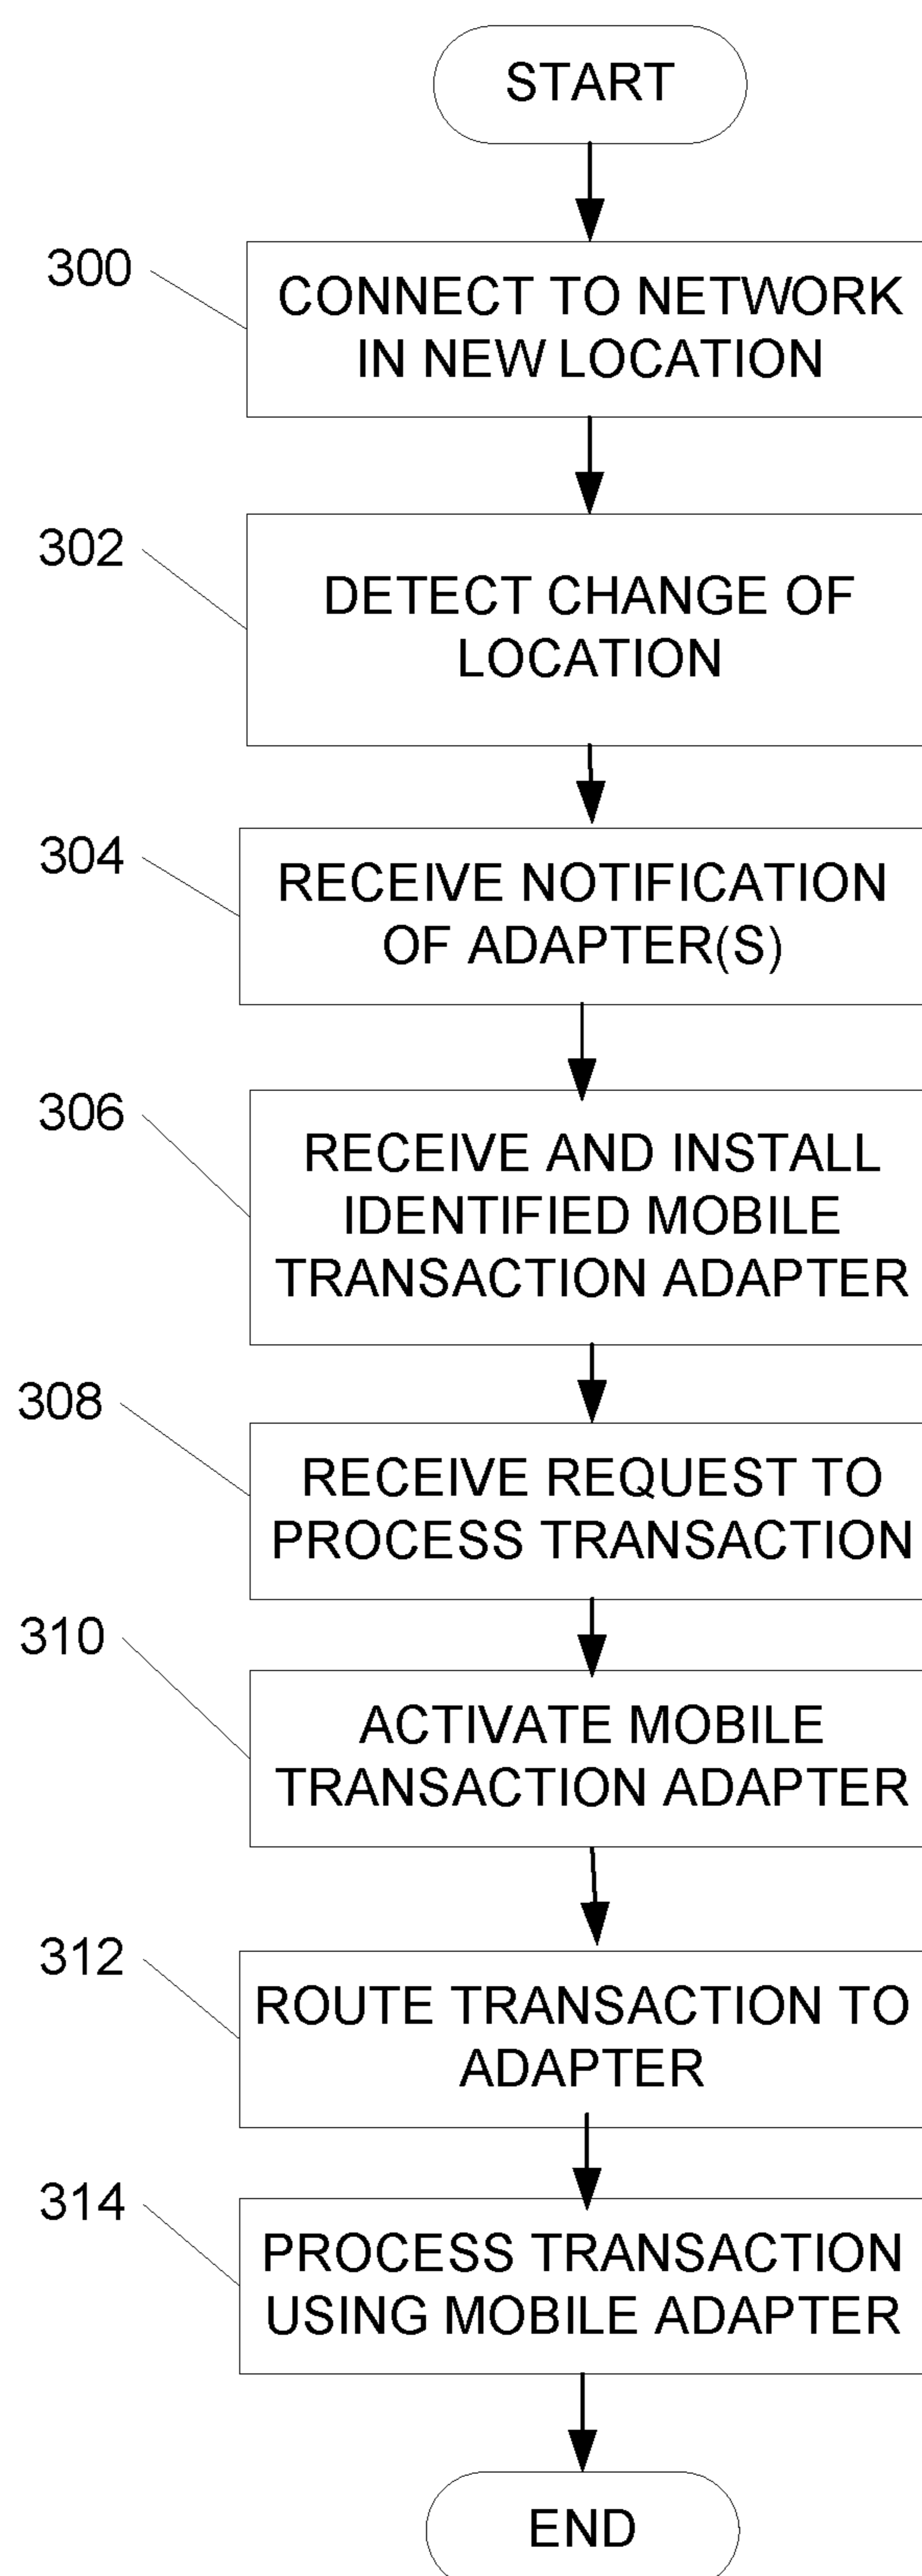 START
300
CONNECT TO NETWORK
IN NEW LOCATION
302
DETECT CHANGE OF
LOCATION
304
RECEIVE NOTIFICATION
OF ADAPTER(S)
306
RECEIVE AND INSTALL
IDENTIFIED MOBILE
TRANSACTION ADAPTER
308
RECEIVE REQUEST TO
PROCESS TRANSACTION
310
ACTIVATE MOBILE
TRANSACTION ADAPTER
312
ROUTE TRANSACTION TO
ADAPTER
314
PROCESS TRANSACTION
USING MOBILE ADAPTER
END